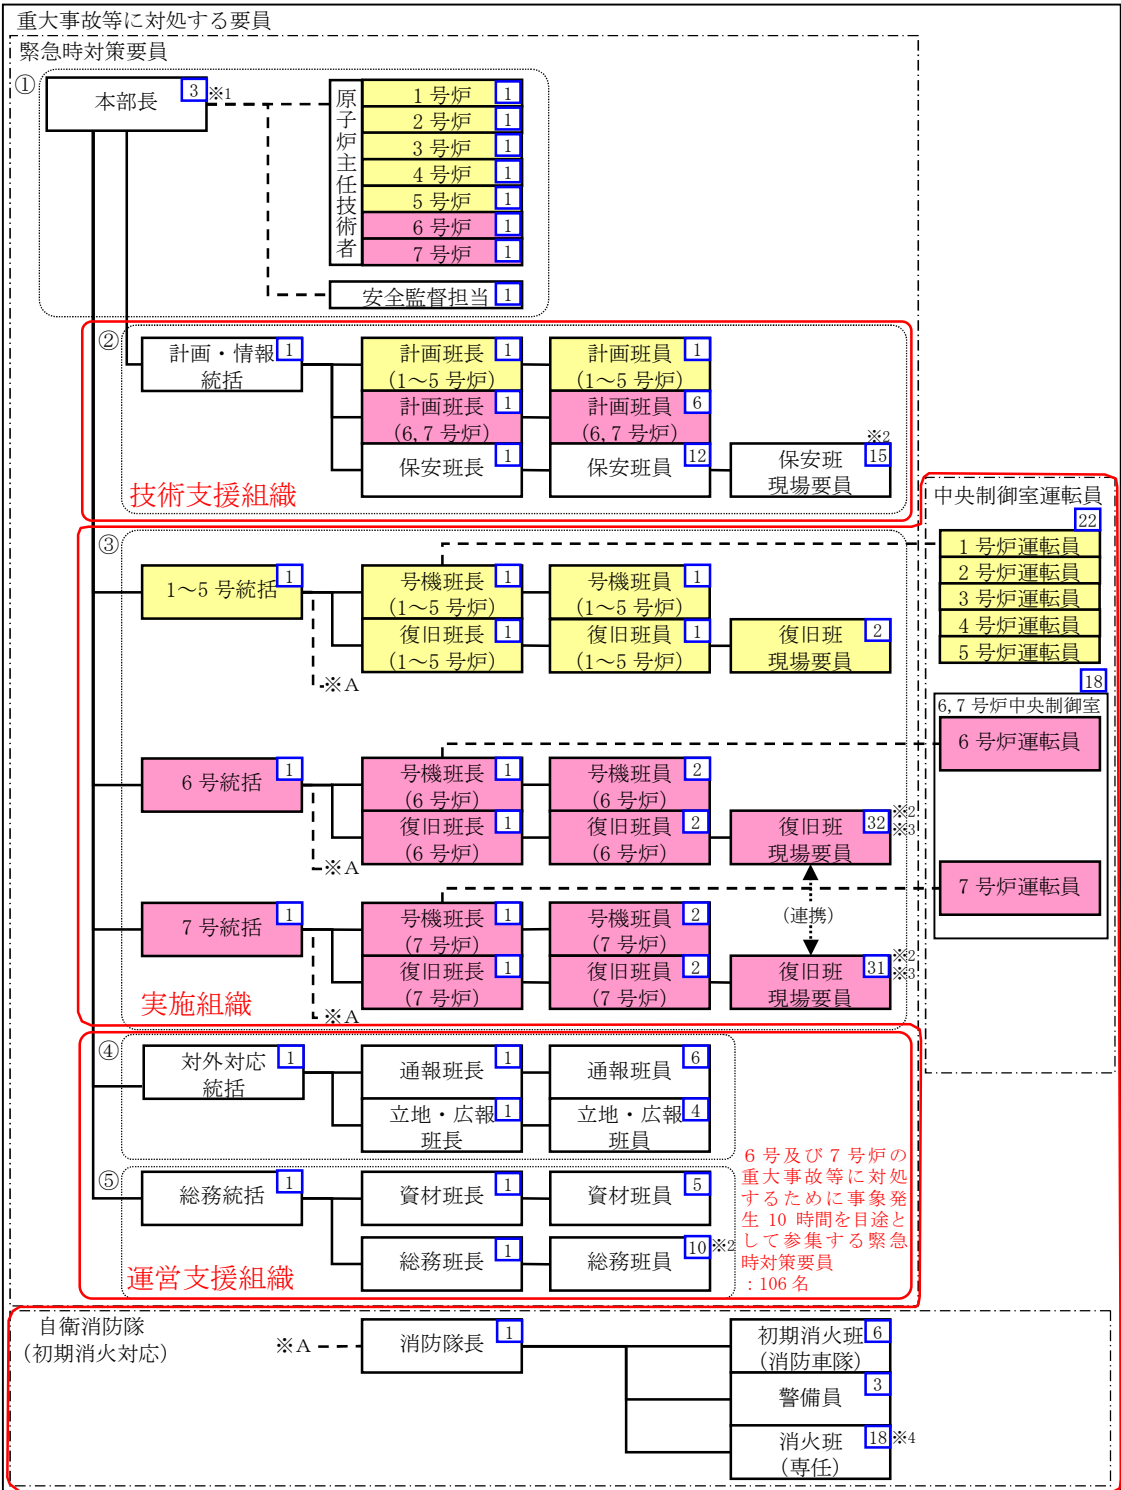 重大事故等に対処する要員
緊急時対策要員
①
本部長
3
※1
原子炉主任技術者
1号炉
1
2号炉
1
3号炉
1
4号炉
1
5号炉
1
6号炉
1
7号炉
1
安全監督担当
1
②
計画・情報
統括
1
計画班長
(1～5号炉)
1
計画班員
(1～5号炉)
1
計画班長
(6,7号炉)
1
計画班員
(6,7号炉)
6
保安班長
1
保安班員
12
保安班
現場要員
15
※2
技術支援組織
中央制御室運転員
22
1号炉運転員
2号炉運転員
3号炉運転員
4号炉運転員
5号炉運転員
18
6,7号炉中央制御室
6号炉運転員
7号炉運転員
③
1～5号統括
1
号機班長
(1～5号炉)
1
号機班員
(1～5号炉)
1
復旧班長
(1～5号炉)
1
復旧班員
(1～5号炉)
1
復旧班
現場要員
2
※A
6号統括
1
号機班長
(6号炉)
1
号機班員
(6号炉)
2
復旧班長
(6号炉)
1
復旧班員
(6号炉)
2
復旧班
現場要員
32
※2
※3
※A
(連携)
7号統括
1
号機班長
(7号炉)
1
号機班員
(7号炉)
2
復旧班長
(7号炉)
1
復旧班員
(7号炉)
2
復旧班
現場要員
31
※2
※3
※A
実施組織
④
対外対応
統括
1
通報班長
1
通報班員
6
立地・広報
班長
1
立地・広報
班員
4
⑤
総務統括
1
資材班長
1
資材班員
5
総務班長
1
総務班員
10
※2
運営支援組織
6号及び7号炉の
重大事故等に対処
するために事象発
生10時間を目途と
して参集する緊急
時対策要員
：106名
自衛消防隊
(初期消火対応)
※A
消防隊長
1
初期消火班
(消防車隊)
6
警備員
3
消火班
(専任)
18
※4